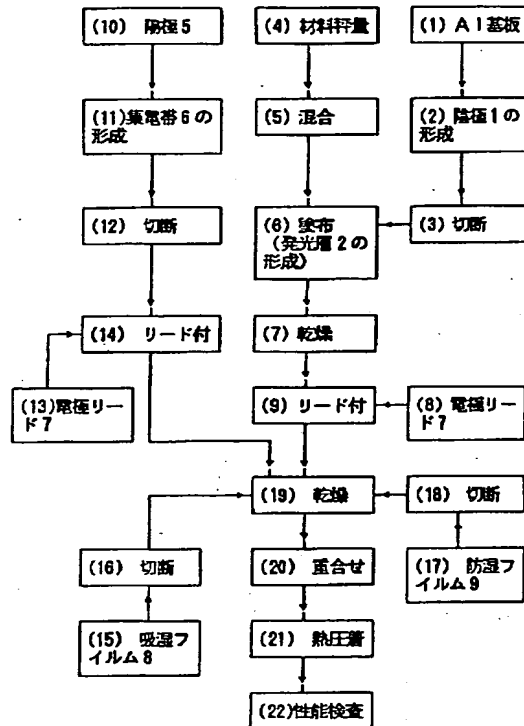 (10) 陽極5
(4) 材料秤量
(1) Al基板
(11)集電帯6の
形成
(5) 混合
(2) 陰極1の
形成
(12) 切断
(6) 塗布
(発光層2の
形成)
(3) 切断
(14) リード付
(7) 乾燥
(13)電極リー
ド7
(9) リード付
(8) 電極リー
ド7
(19) 乾燥
(18) 切断
(16) 切断
(20) 重合せ
(17) 防湿フ
イルム9
(15) 吸湿フ
イルム8
(21) 熱圧着
(22)性能検査